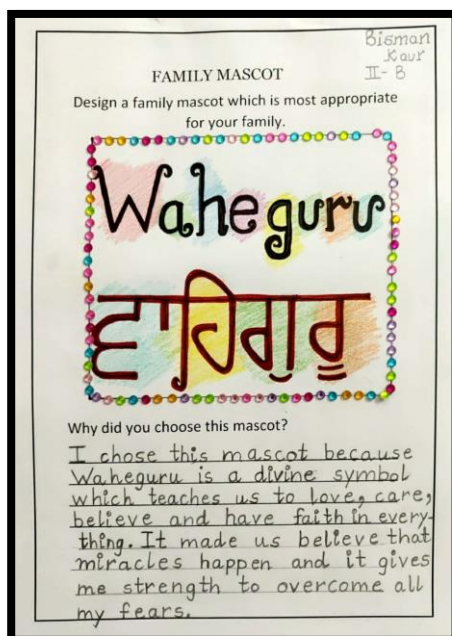 Bisman
Kaur
II-B
FAMILY MASCOT
Design a family mascot which is most appropriate
for your family.
Waheguru
ਵਾਹਿਗੁਰੂ
Why did you choose this mascot?
I chose this mascot because
Waheguru is a divine symbol
which teaches us to love, care,
believe and have faith in every-
thing. It made us believe that
miracles happen and it gives
me strength to overcome all
my fears.